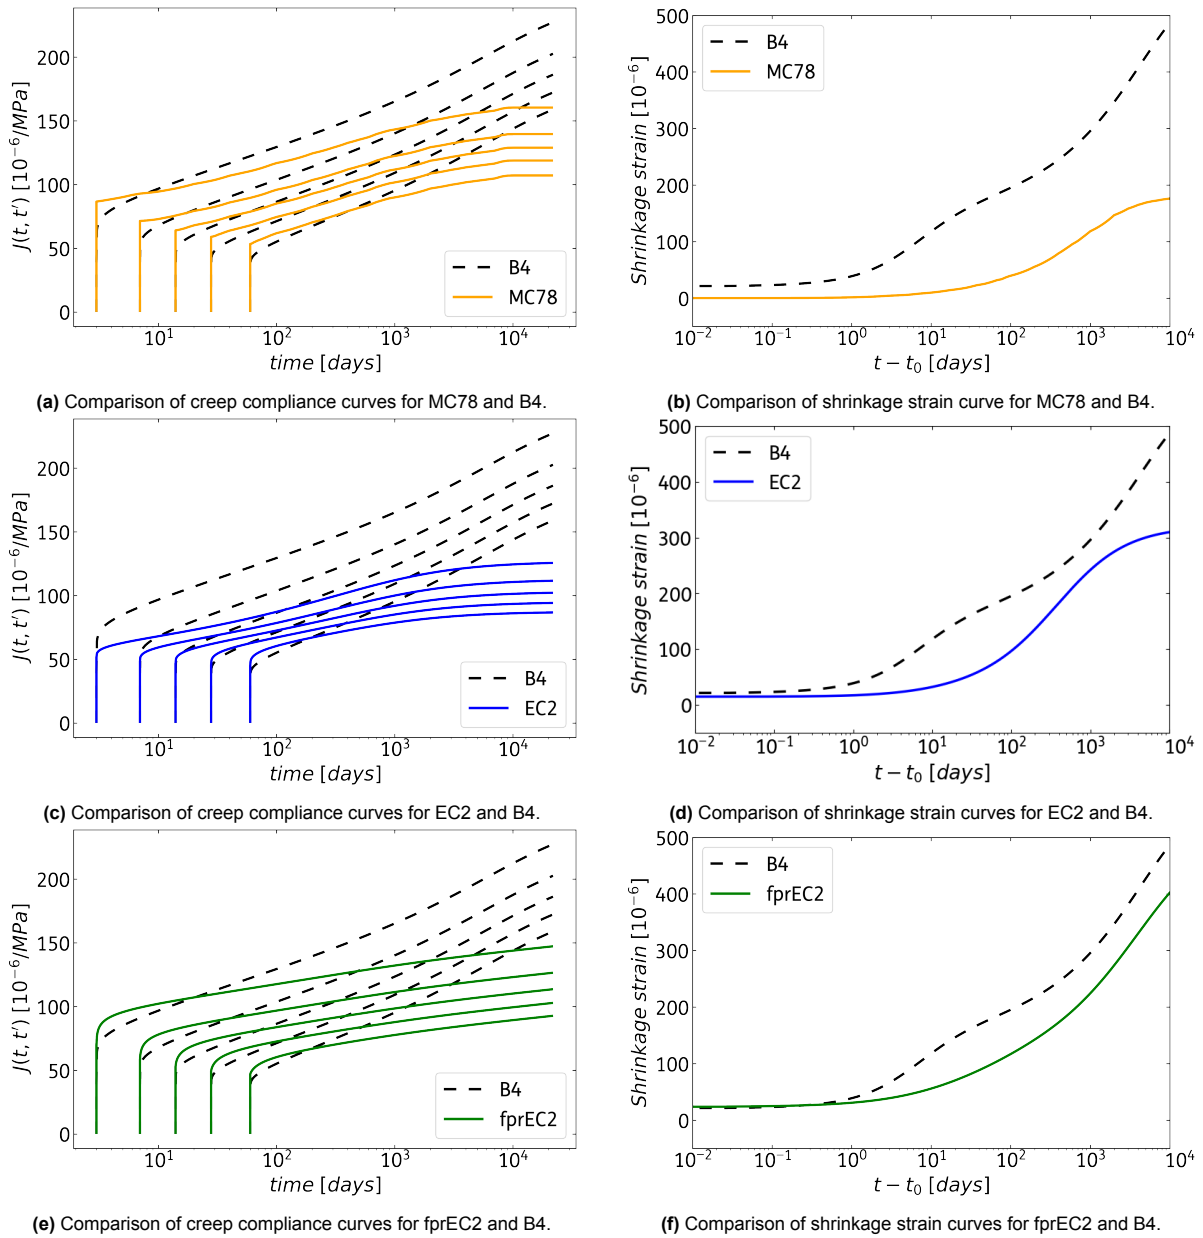 200
150
100
50
0
J(t, t′) [10⁻⁶/MPa]
B4
MC78
10¹ 10² 10³ 10⁴
time [days]
500
400
300
200
100
0
Shrinkage strain [10⁻⁶]
B4
MC78
10⁻² 10⁻¹ 10⁰ 10¹ 10² 10³ 10⁴
t − t₀ [days]
(a) Comparison of creep compliance curves for MC78 and B4.
(b) Comparison of shrinkage strain curve for MC78 and B4.
200
150
100
50
0
J(t, t′) [10⁻⁶/MPa]
B4
EC2
10¹ 10² 10³ 10⁴
time [days]
500
400
300
200
100
0
Shrinkage strain [10⁻⁶]
B4
EC2
10⁻² 10⁻¹ 10⁰ 10¹ 10² 10³ 10⁴
t − t₀ [days]
(c) Comparison of creep compliance curves for EC2 and B4.
(d) Comparison of shrinkage strain curves for EC2 and B4.
200
150
100
50
0
J(t, t′) [10⁻⁶/MPa]
B4
fprEC2
10¹ 10² 10³ 10⁴
time [days]
500
400
300
200
100
0
Shrinkage strain [10⁻⁶]
B4
fprEC2
10⁻² 10⁻¹ 10⁰ 10¹ 10² 10³ 10⁴
t − t₀ [days]
(e) Comparison of creep compliance curves for fprEC2 and B4.
(f) Comparison of shrinkage strain curves for fprEC2 and B4.